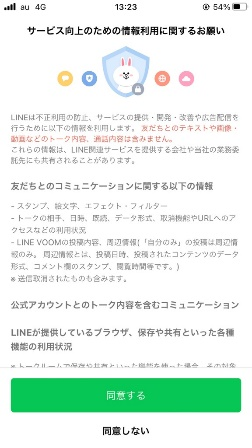 au 4G
13:23
サービス向上のための情報利用に関するお願い
LINEは不正利用の防止、サービスの提供・開発・改善や広告配信を
行うために以下の情報を利用します。友だちとのテキストや画像・
動画などのトーク内容、通話内容は含みません。
これらの情報は、LINE関連サービスを提供する会社や当社の業務委
託先にも共有されることがあります。
友だちとのコミュニケーションに関する以下の情報
- スタンプ、絵文字、エフェクト・フィルター
- トークの相手、日時、既読、データ形式、取消機能やURLへのア
クセスなどの利用状況
- LINE VOOMの投稿内容、周辺情報(「自分のみ」の投稿は周辺情
報のみ。周辺情報とは、投稿日時、投稿されたコンテンツのデータ
形式、コメント欄のスタンプ、閲覧時間等です。)
※ 送信取消されたものも含みます。
公式アカウントとのトーク内容を含むコミュニケーション
LINEが提供しているブラウザ、保存や共有といった各種
機能の利用状況
※ トークルームで保存や共有といった機能を使った場合、その対象
同意する
同意しない